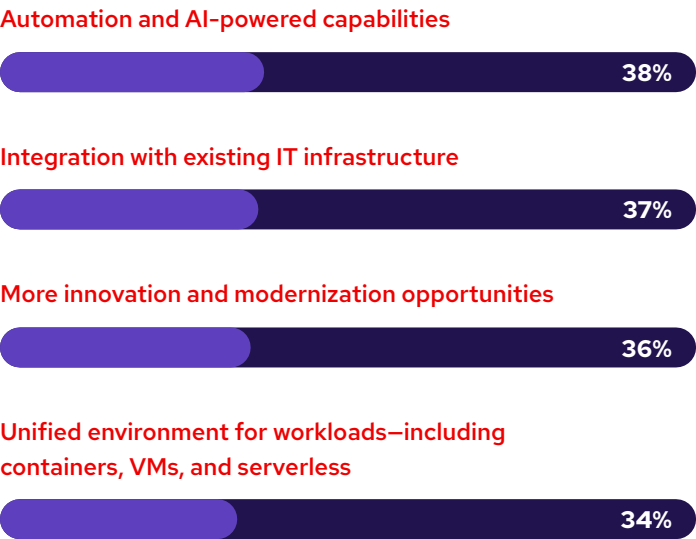 Automation and AI-powered capabilities
38%
Integration with existing IT infrastructure
37%
More innovation and modernization opportunities
36%
Unified environment for workloads—including
containers, VMs, and serverless
34%